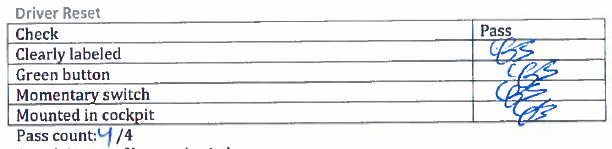 Driver Reset
Check Pass
Clearly labeled
Green button
Momentary switch
Mounted in cockpit
Pass count: 4 /4